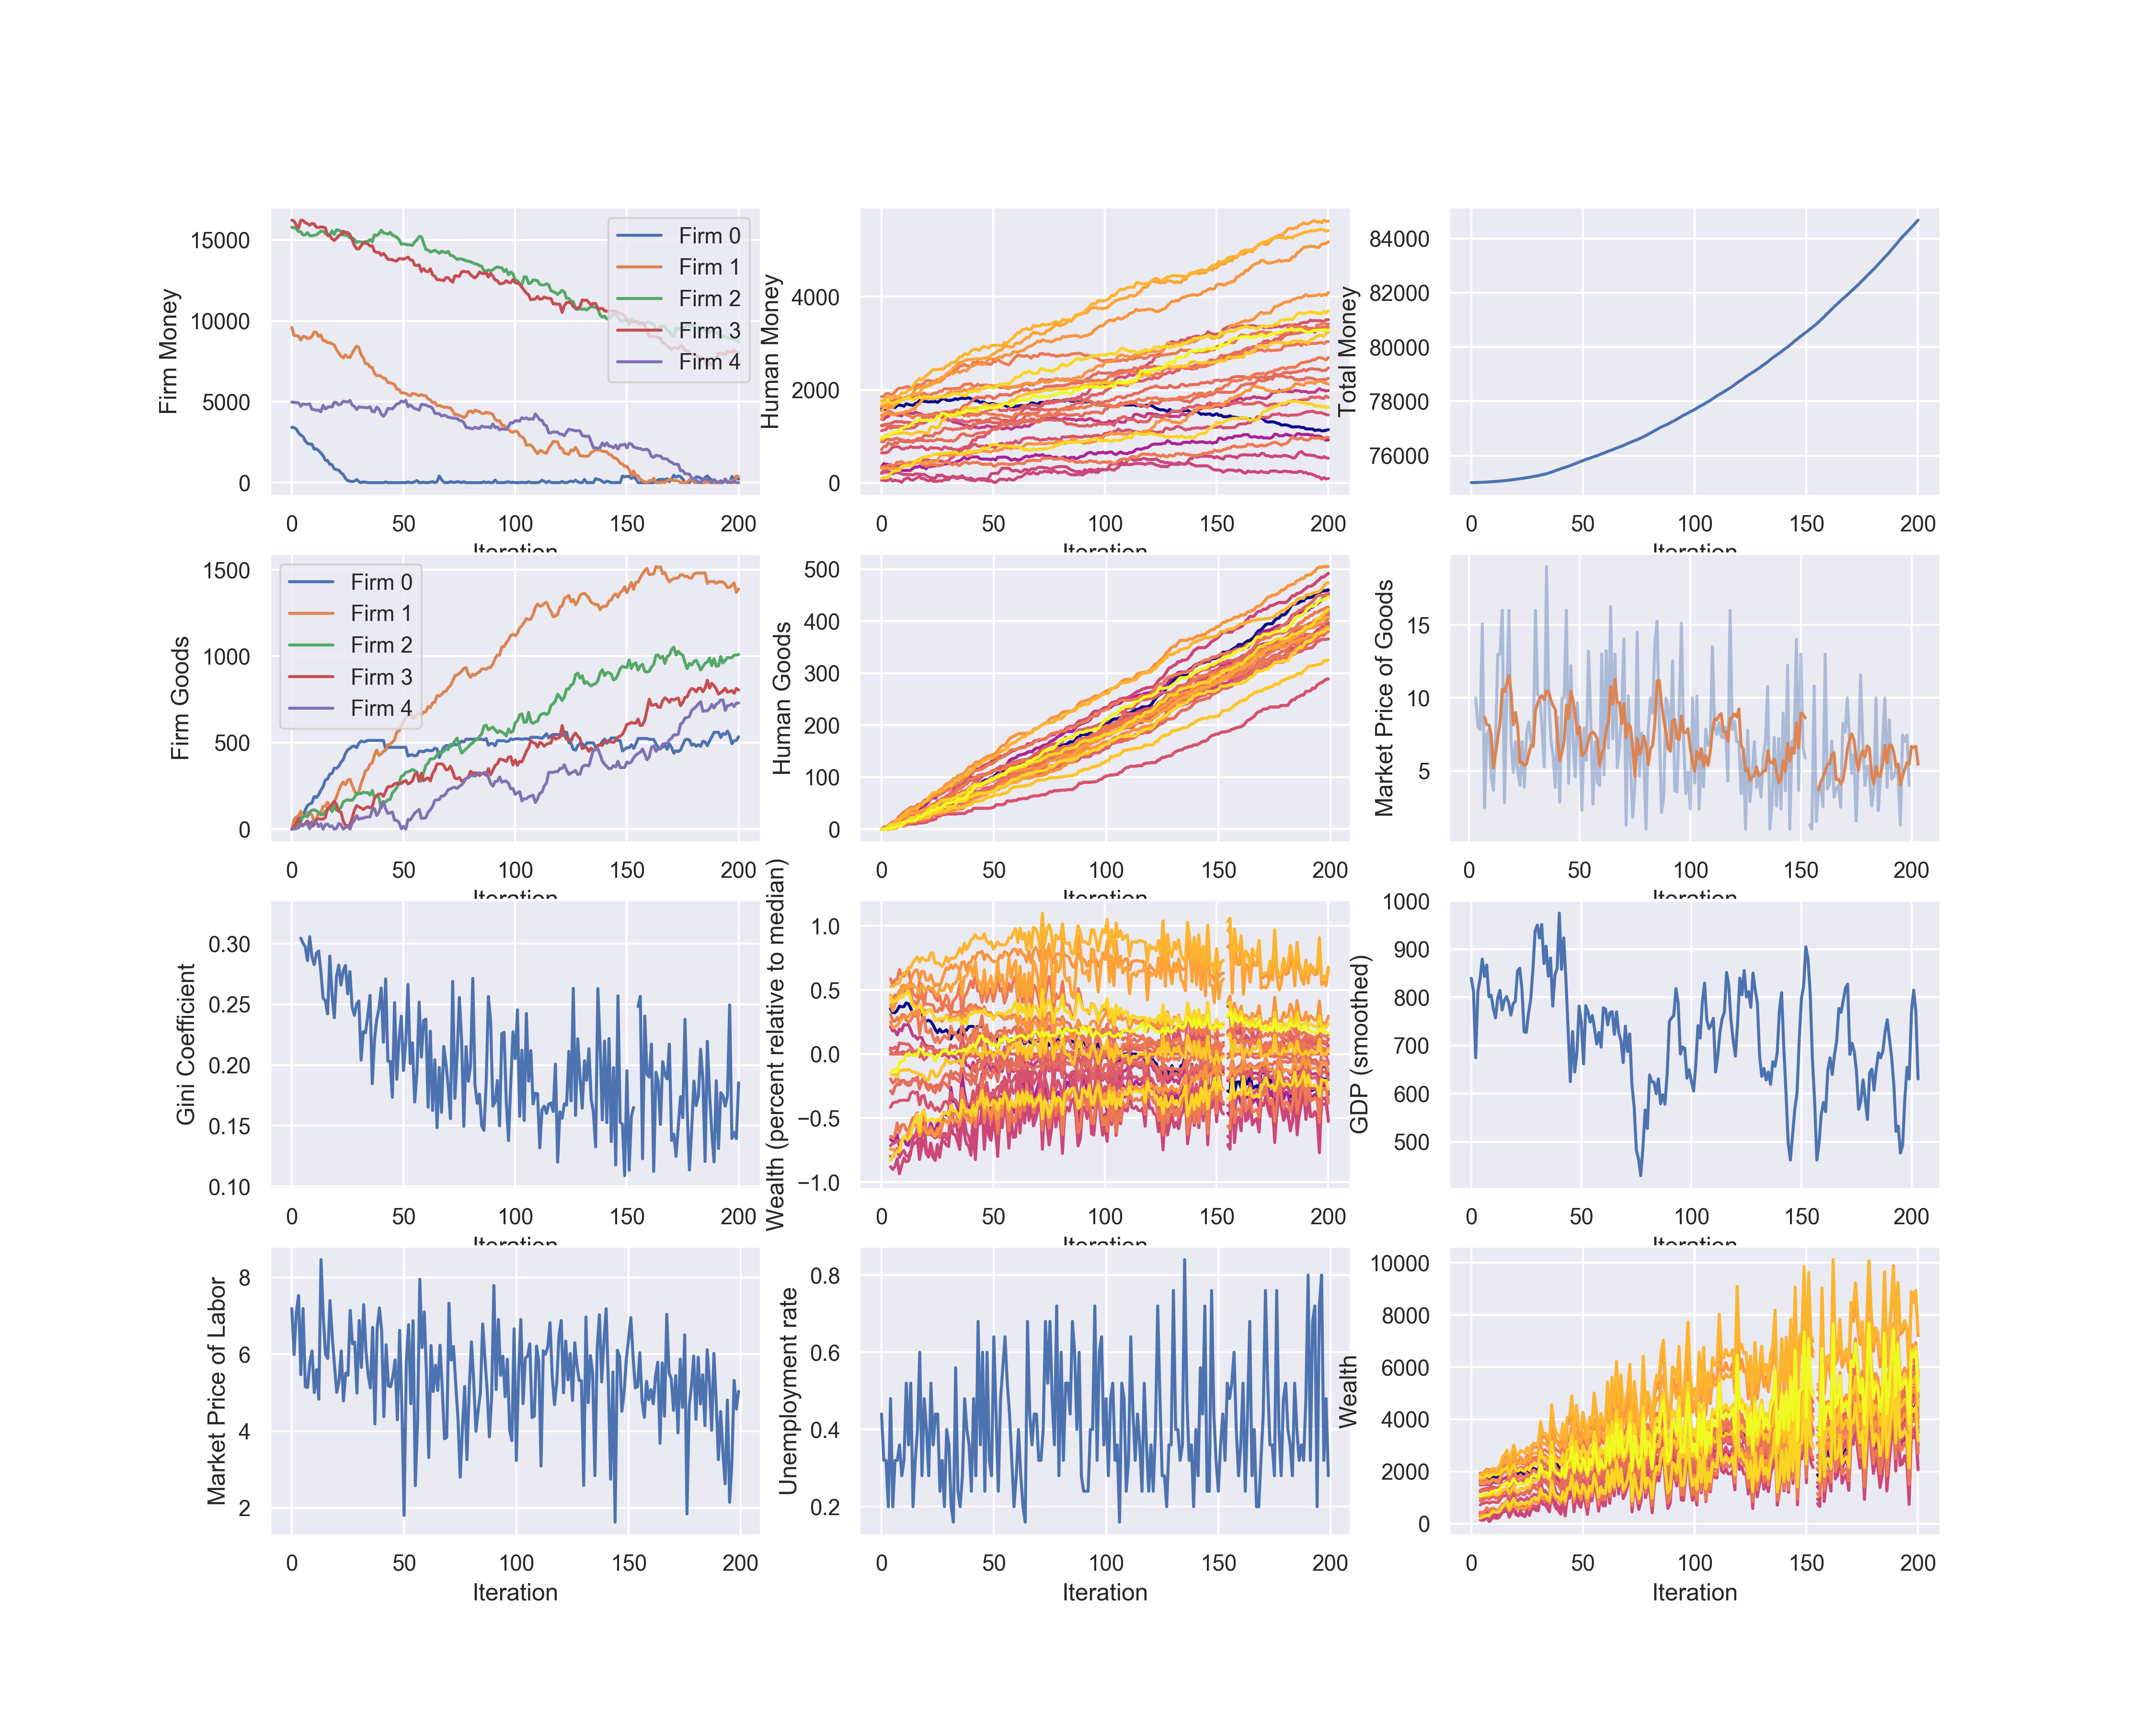 Firm Money
15000
10000
5000
0
Firm 0
Firm 1
Firm 2
Firm 3
Firm 4
0 50 100 150 200
Iteration
Human Money
4000
2000
0
0 50 100 150 200
Iteration
Total Money
84000
82000
80000
78000
76000
0 50 100 150 200
Iteration
Firm Goods
1500
1000
500
0
Firm 0
Firm 1
Firm 2
Firm 3
Firm 4
0 50 100 150 200
Iteration
Human Goods
500
400
300
200
100
0
0 50 100 150 200
Iteration
Market Price of Goods
15
10
5
0 50 100 150 200
Iteration
Gini Coefficient
0.30
0.25
0.20
0.15
0.10
0 50 100 150 200
Iteration
Wealth (percent relative to median)
1.0
0.5
0.0
−0.5
−1.0
0 50 100 150 200
Iteration
GDP (smoothed)
1000
900
800
700
600
500
0 50 100 150 200
Iteration
Market Price of Labor
8
6
4
2
0 50 100 150 200
Iteration
Unemployment rate
0.8
0.6
0.4
0.2
0 50 100 150 200
Iteration
Wealth
10000
8000
6000
4000
2000
0
0 50 100 150 200
Iteration